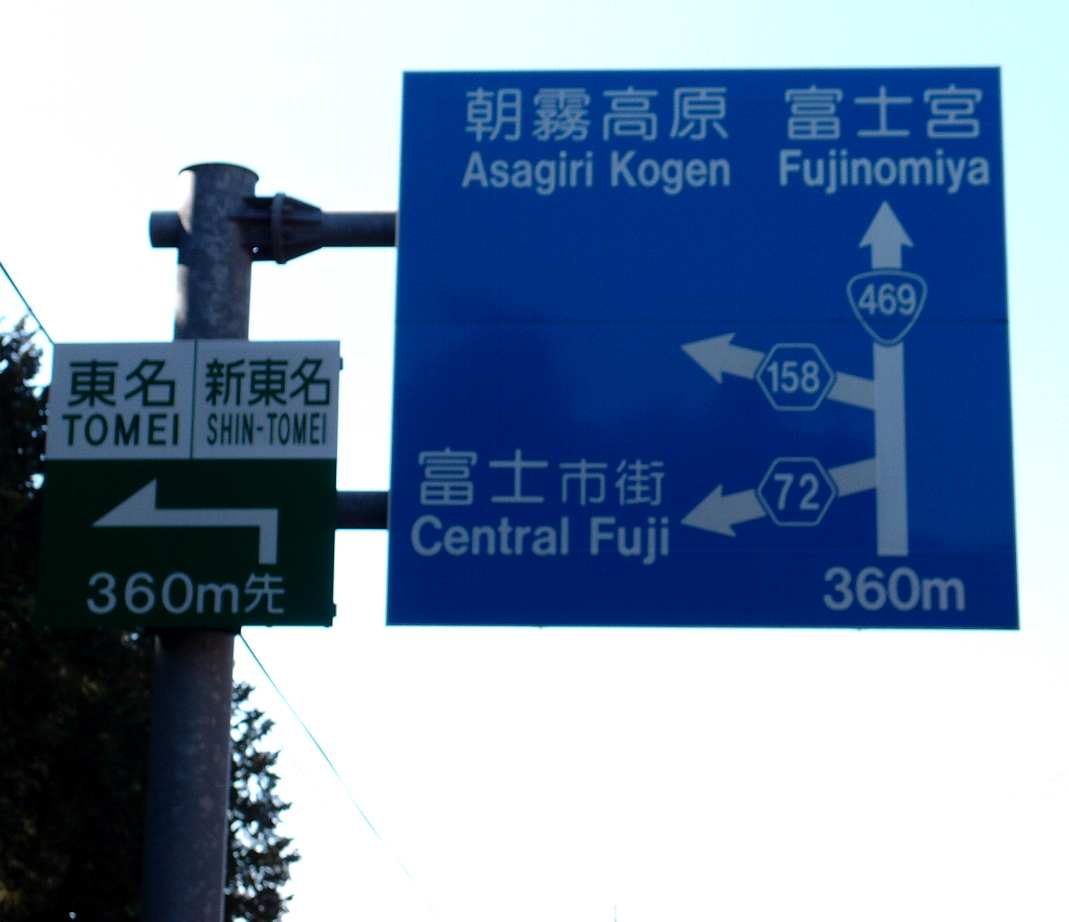 朝霧高原 富士宮
Asagiri Kogen Fujinomiya
469
158
富士市街 72
Central Fuji
360m
東名 新東名
TOMEI SHIN-TOMEI
360m先